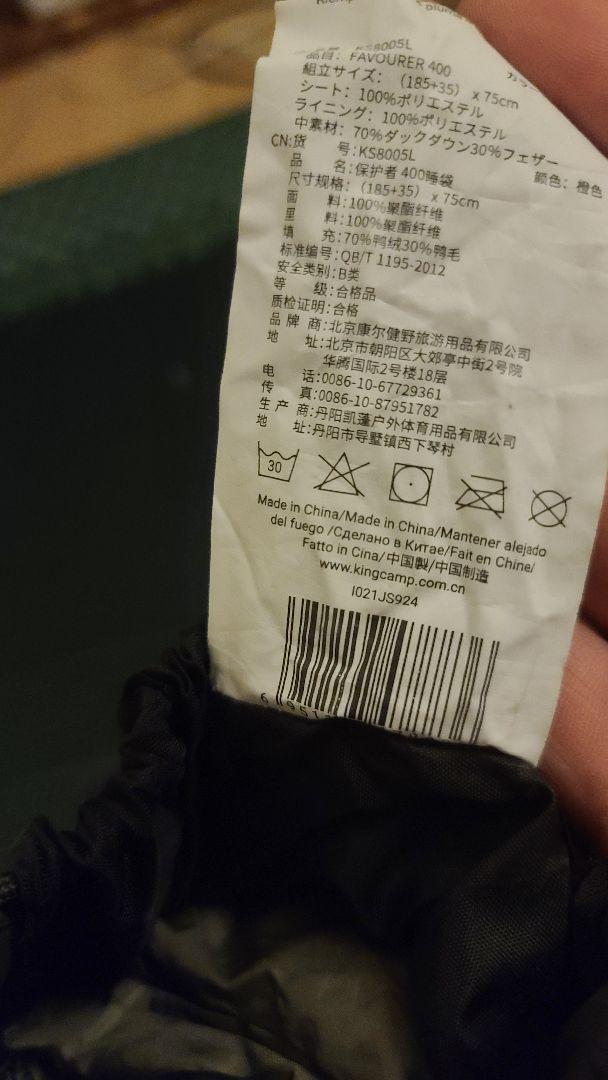 KS8005L
品番: FAVOURER 400
組立サイズ: (185+35) x 75cm
シート: 100%ポリエステル
ライニング: 100%ポリエステル
中素材: 70%ダックダウン30%フェザー
CN:货 号:KS8005L 颜色: 橙色
品 名:保护者 400睡袋
尺寸规格: (185+35) x 75cm
面 料:100%聚酯纤维
里 料:100%聚酯纤维
填 充:70%鸭绒30%鸭毛
标准编号:QB/T 1195-2012
安全类别:B类
等 级:合格品
质检证明:合格
品 牌 商:北京康尔健野旅游用品有限公司
地 址:北京市朝阳区大郊亭中街2号院
华腾国际2号楼18层
电 话:0086-10-67729361
传 真:0086-10-87951782
生 产 商:丹阳凯蓬户外体育用品有限公司
地 址:丹阳市导墅镇西下琴村
30
Made in China/Made in China/Mantener alejado
del fuego /Сделано в Китае/Fait en Chine/
Fatto in Cina/中国製/中国制造
www.kingcamp.com.cn
I021JS924